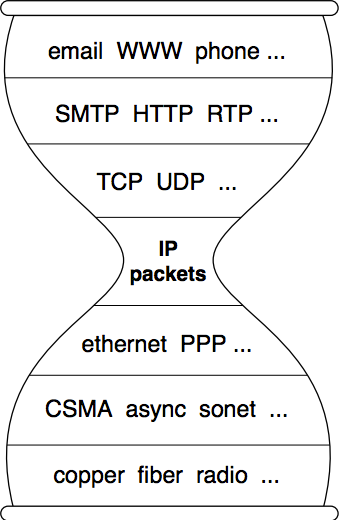 email WWW phone ...
SMTP HTTP RTP ...
TCP UDP ...
IP
packets
ethernet PPP ...
CSMA async sonet ...
copper fiber radio ...